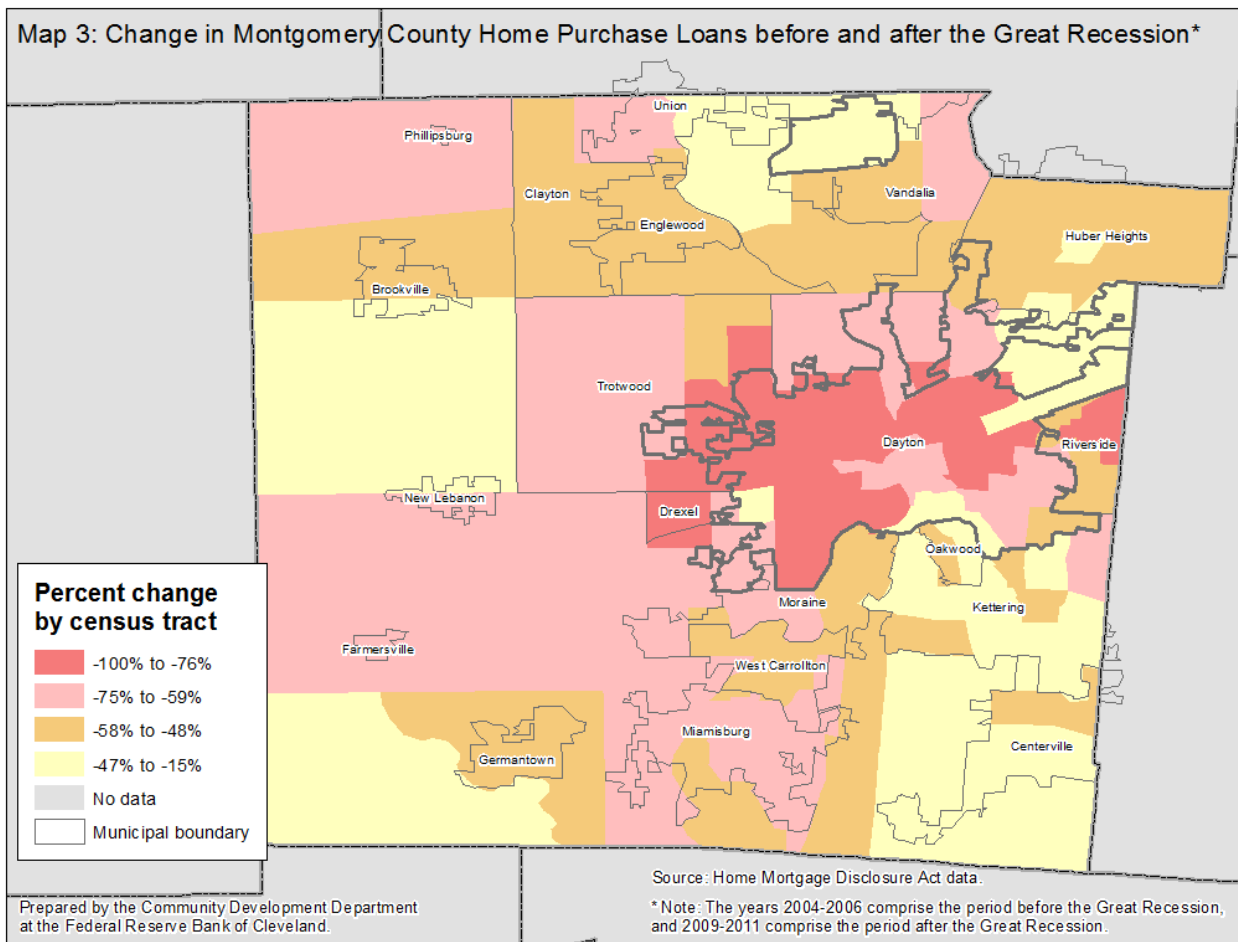 Map 3: Change in Montgomery County Home Purchase Loans before and after the Great Recession*
Union
Phillipsburg
Clayton
Vandalia
Englewood
Huber Heights
Brookville
Trotwood
Dayton
Riverside
New Lebanon
Drexel
Oakwood
Moraine
Kettering
Farmersville
West Carrollton
Miamisburg
Centerville
Germantown
Percent change
by census tract
-100% to -76%
-75% to -59%
-58% to -48%
-47% to -15%
No data
Municipal boundary
Prepared by the Community Development Department
at the Federal Reserve Bank of Cleveland.
Source: Home Mortgage Disclosure Act data.
* Note: The years 2004-2006 comprise the period before the Great Recession,
and 2009-2011 comprise the period after the Great Recession.